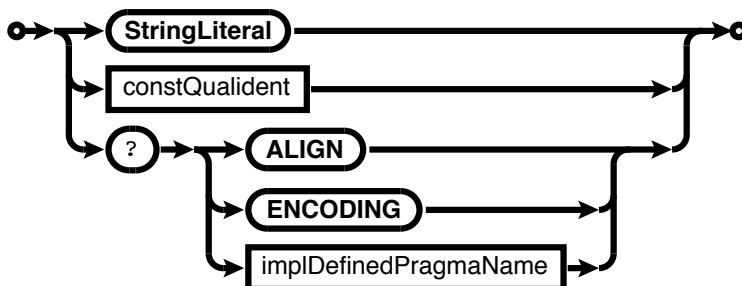 StringLiteral
constQualident
? ALIGN
ENCODING
implDefinedPragmaName